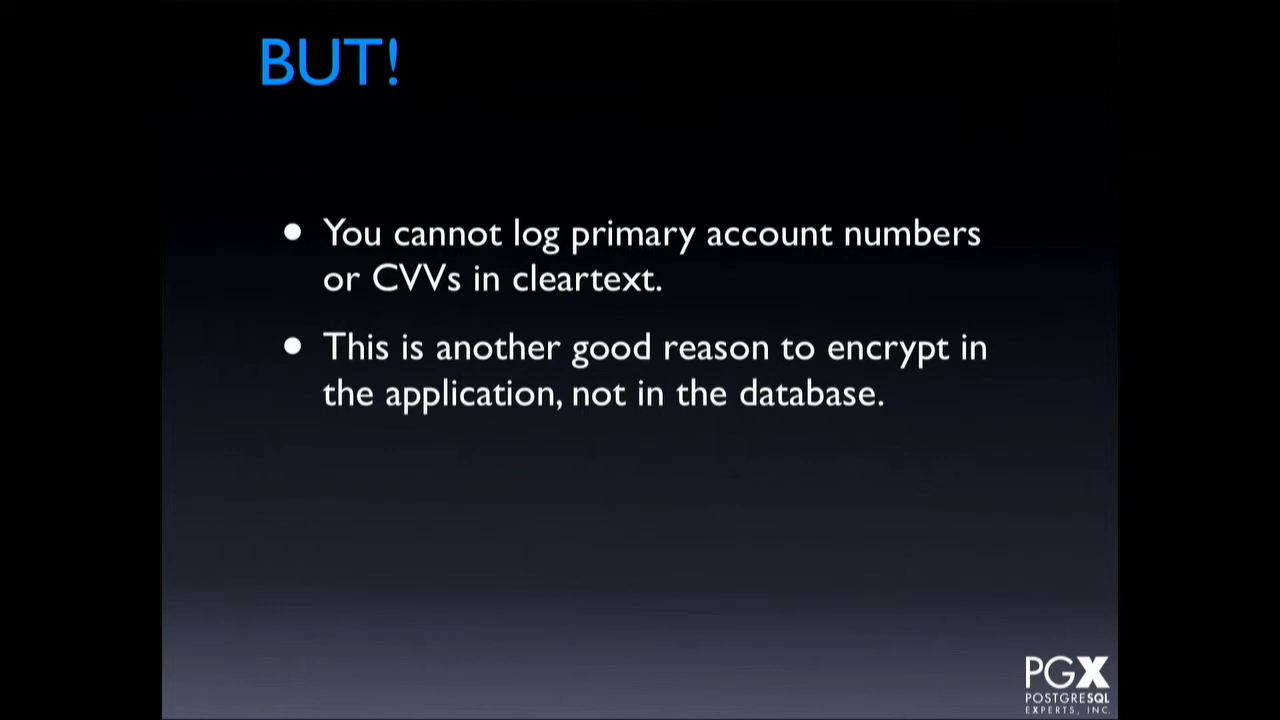 BUT!
• You cannot log primary account numbers
or CVVs in cleartext.
• This is another good reason to encrypt in
the application, not in the database.
PGX
POSTGRESQL
EXPERTS, INC.